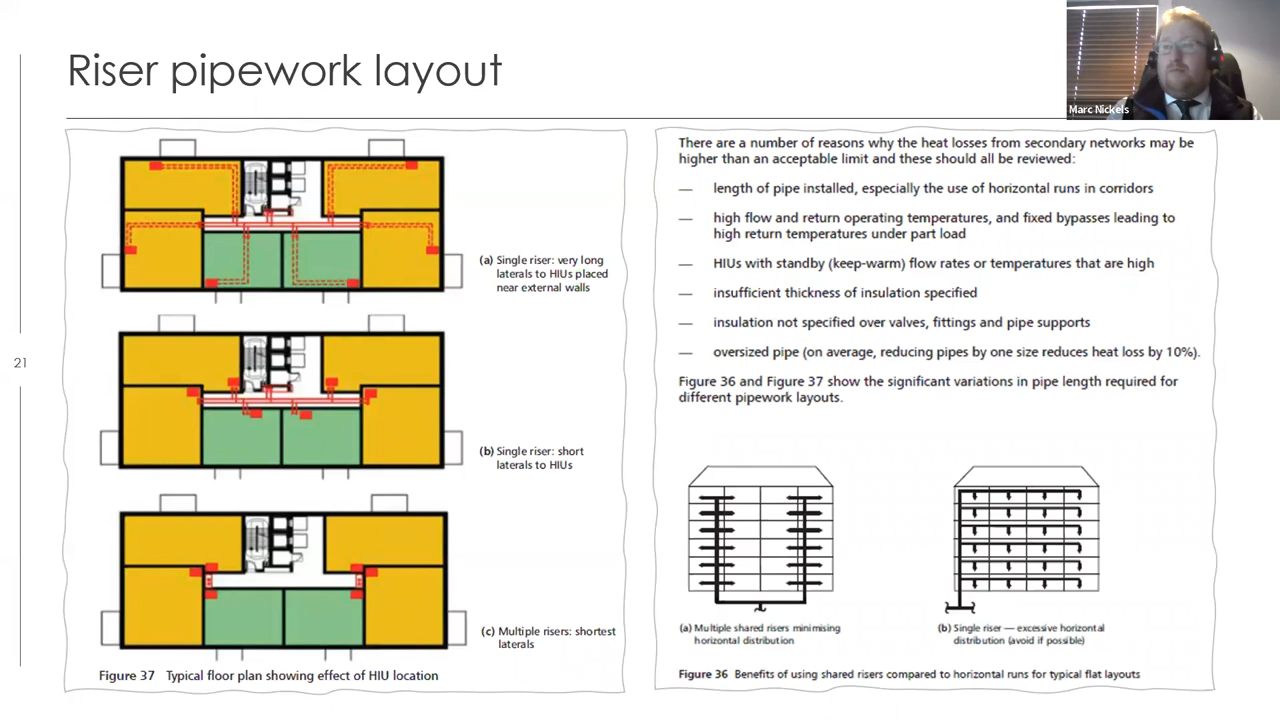 Riser pipework layout
Marc Nickels
21
(a) Single riser: very long
laterals to HIUs placed
near external walls
(b) Single riser: short
laterals to HIUs
(c) Multiple risers: shortest
laterals
Figure 37 Typical floor plan showing effect of HIU location
There are a number of reasons why the heat losses from secondary networks may be
higher than an acceptable limit and these should all be reviewed:
— length of pipe installed, especially the use of horizontal runs in corridors
— high flow and return operating temperatures, and fixed bypasses leading to
high return temperatures under part load
— HIUs with standby (keep-warm) flow rates or temperatures that are high
— insufficient thickness of insulation specified
— insulation not specified over valves, fittings and pipe supports
— oversized pipe (on average, reducing pipes by one size reduces heat loss by 10%).
Figure 36 and Figure 37 show the significant variations in pipe length required for
different pipework layouts.
(a) Multiple shared risers minimising
horizontal distribution
(b) Single riser — excessive horizontal
distribution (avoid if possible)
Figure 36 Benefits of using shared risers compared to horizontal runs for typical flat layouts